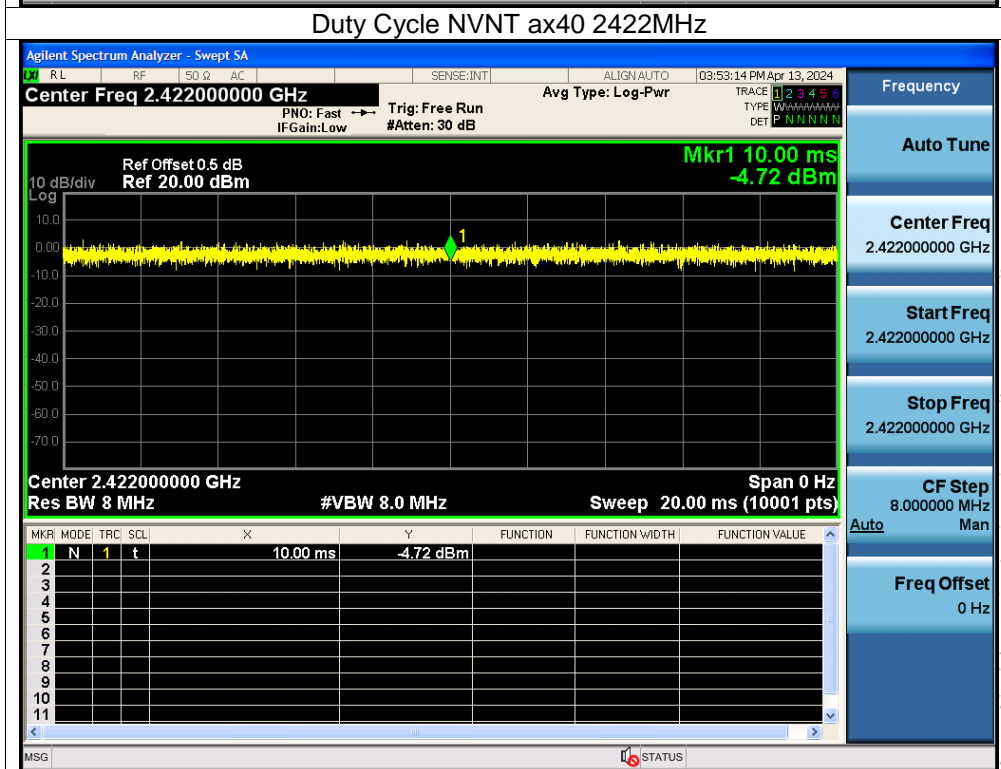 Duty Cycle NVNT ax40 2422MHz
Agilent Spectrum Analyzer - Swept SA
LXI RL RF 50 Ω AC SENSE:INT ALIGN AUTO 03:53:14 PM Apr 13, 2024
Center Freq 2.422000000 GHz Avg Type: Log-Pwr TRACE 1 2 3 4 5 6
PNO: Fast Trig: Free Run TYPE WWWWWW
IFGain:Low #Atten: 30 dB DET P N N N N N
Frequency
Auto Tune
Mkr1 10.00 ms
-4.72 dBm
Ref Offset 0.5 dB
10 dB/div Ref 20.00 dBm
Log
10.0
0.00
-10.0
-20.0
-30.0
-40.0
-50.0
-60.0
-70.0
1
Center 2.422000000 GHz Span 0 Hz
Res BW 8 MHz #VBW 8.0 MHz Sweep 20.00 ms (10001 pts)
MKR MODE TRC SCL X Y FUNCTION FUNCTION WIDTH FUNCTION VALUE
1 N 1 t 10.00 ms -4.72 dBm
2
3
4
5
6
7
8
9
10
11
Center Freq
2.422000000 GHz
Start Freq
2.422000000 GHz
Stop Freq
2.422000000 GHz
CF Step
8.000000 MHz
Auto Man
Freq Offset
0 Hz
MSG STATUS